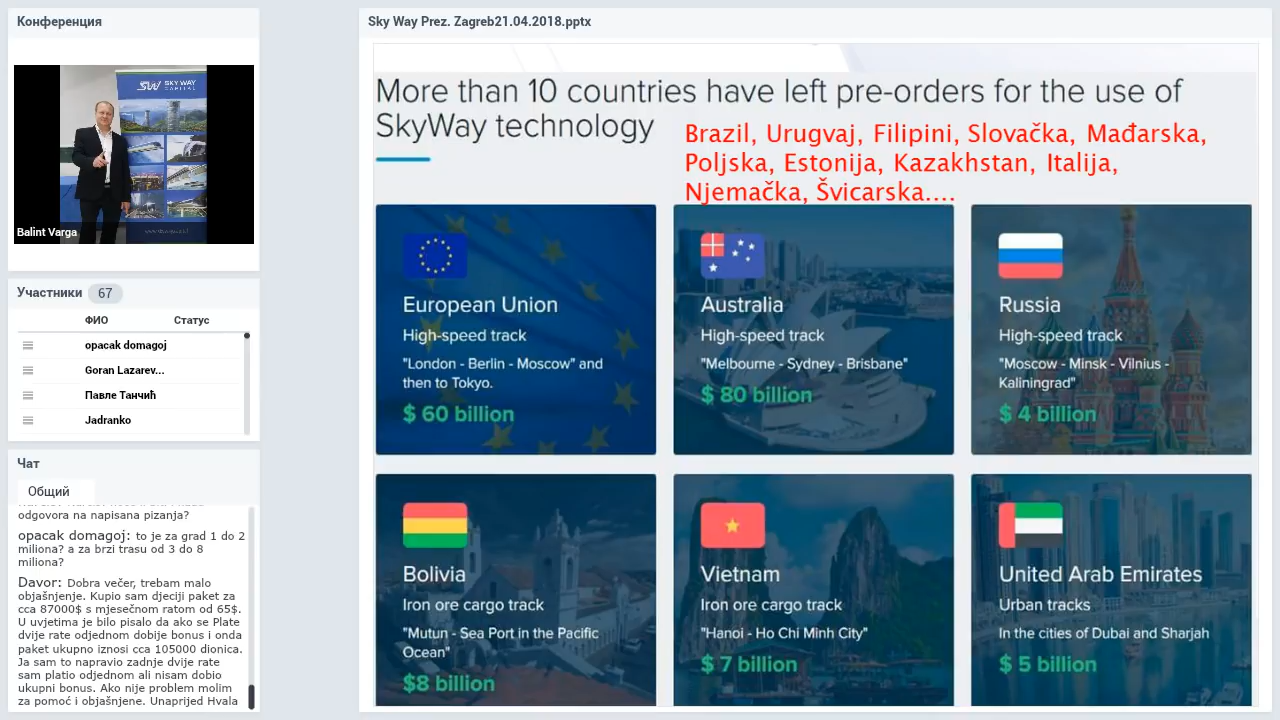 Конференция
SKY WAY
CAPITAL
Balint Varga
Участники 67
ФИО Статус
opacak domagoj
Goran Lazarev...
Павле Танчић
Jadranko
Чат
Общий
odgovora na napisana pizanja?
opacak domagoj: to je za grad 1 do 2
miliona? a za brzi trasu od 3 do 8
miliona?
Davor: Dobra večer, trebam malo
objašnjenje. Kupio sam djeciji paket za
cca 87000$ s mjesečnom ratom od 65$.
U uvjetima je bilo pisalo da ako se Plate
dvije rate odjednom dobije bonus i onda
paket ukupno iznosi cca 105000 dionica.
Ja sam to napravio zadnje dvije rate
sam platio odjednom ali nisam dobio
ukupni bonus. Ako nije problem molim
za pomoć i objašnjene. Unaprijed Hvala
Sky Way Prez. Zagreb21.04.2018.pptx
More than 10 countries have left pre-orders for the use of
SkyWay technology
Brazil, Urugvaj, Filipini, Slovačka, Mađarska,
Poljska, Estonija, Kazakhstan, Italija,
Njemačka, Švicarska....
European Union
High-speed track
"London - Berlin - Moscow" and
then to Tokyo.
$ 60 billion
Australia
High-speed track
"Melbourne - Sydney - Brisbane"
$ 80 billion
Russia
High-speed track
"Moscow - Minsk - Vilnius -
Kaliningrad"
$ 4 billion
Bolivia
Iron ore cargo track
"Mutun - Sea Port in the Pacific
Ocean"
$8 billion
Vietnam
Iron ore cargo track
"Hanoi - Ho Chi Minh City"
$ 7 billion
United Arab Emirates
Urban tracks
In the cities of Dubai and Sharjah
$ 5 billion